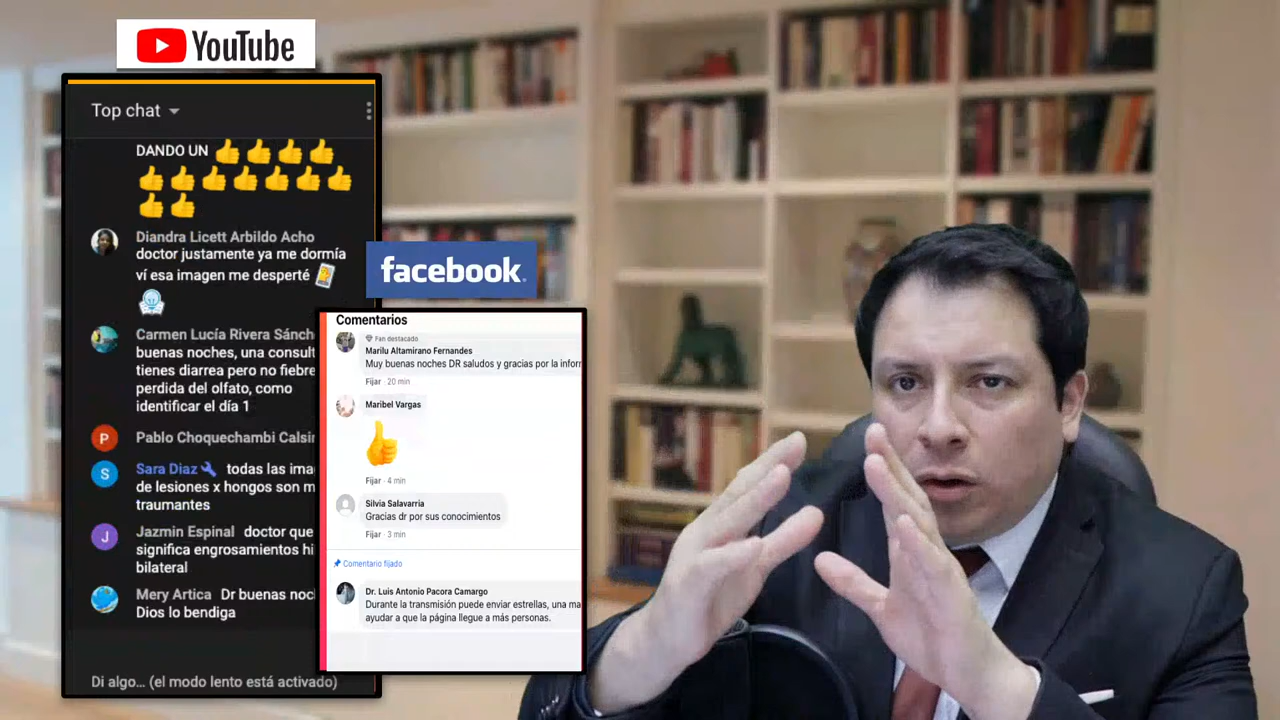 YouTube
Top chat
DANDO UN
Diandra Licett Arbildo Acho
doctor justamente ya me dormía
ví esa imagen me desperté
Carmen Lucía Rivera Sánch
buenas noches, una consult
tienes diarrea pero no fiebre
perdida del olfato, como
identificar el día 1
P
Pablo Choquechambi Calsi
S
Sara Diaz todas las ima
de lesiones x hongos son m
traumantes
J
Jazmin Espinal doctor que
significa engrosamientos hi
bilateral
Mery Artica Dr buenas noc
Dios lo bendiga
Di algo... (el modo lento está activado)
facebook
Comentarios
Fan destacado
Marilu Altamirano Fernandes
Muy buenas noches DR saludos y gracias por la inforr
Fijar · 20 min
Maribel Vargas
Fijar · 4 min
Silvia Salavarria
Gracias dr por sus conocimientos
Fijar · 3 min
Comentario fijado
Dr. Luis Antonio Pacora Camargo
Durante la transmisión puede enviar estrellas, una ma
ayudar a que la página llegue a más personas.